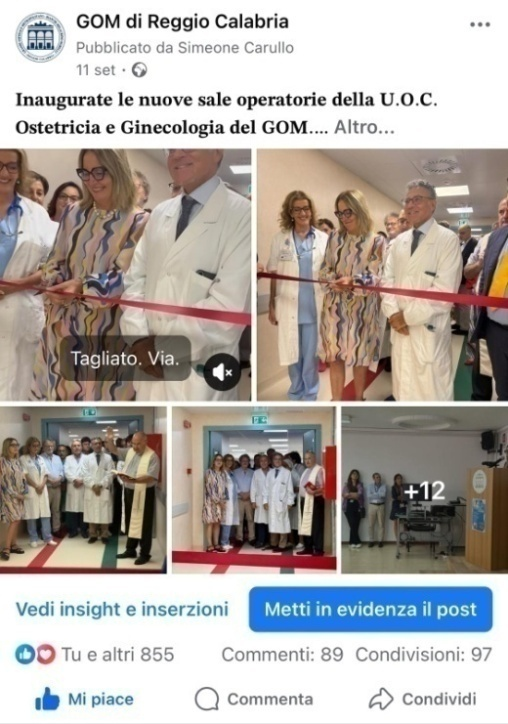 GOM di Reggio Calabria
Pubblicato da Simeone Carullo
11 set ·
Inaugurate le nuove sale operatorie della U.O.C.
Ostetricia e Ginecologia del GOM.... Altro...
Tagliato. Via.
+12
Vedi insight e inserzioni
Metti in evidenza il post
Tu e altri 855
Commenti: 89
Condivisioni: 97
Mi piace
Commenta
Condividi